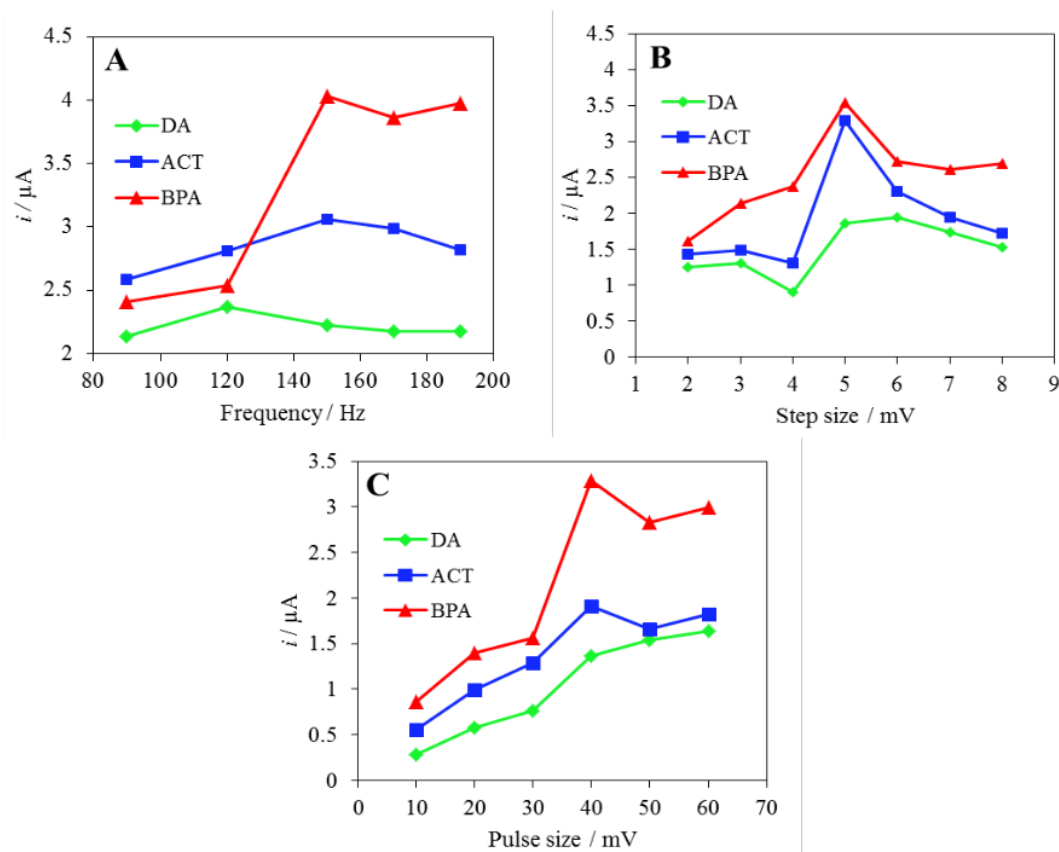 A
4.5
4
3.5
3
2.5
2
i / μA
DA
ACT
BPA
80 100 120 140 160 180 200
Frequency / Hz
B
4.5
4
3.5
3
2.5
2
1.5
1
0.5
0
i / μA
DA
ACT
BPA
1 2 3 4 5 6 7 8 9
Step size / mV
C
3.5
3
2.5
2
1.5
1
0.5
0
i / μA
DA
ACT
BPA
0 10 20 30 40 50 60 70
Pulse size / mV